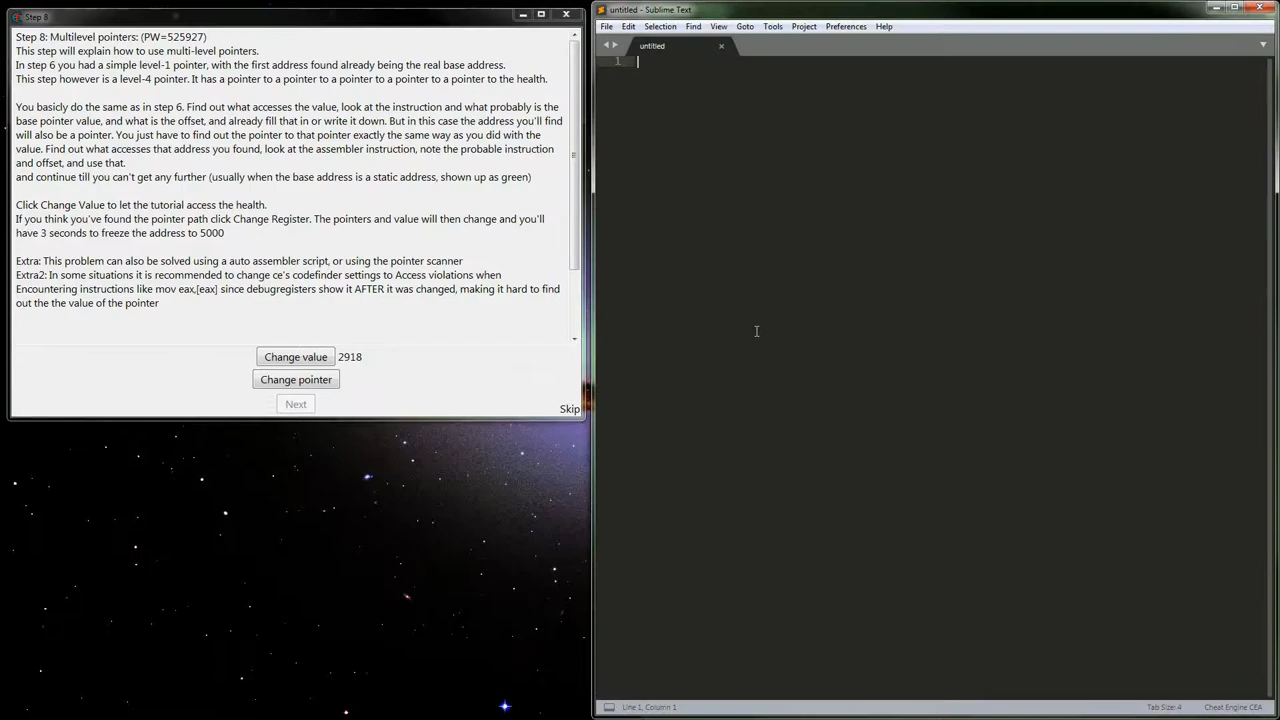 Step 8
Step 8: Multilevel pointers: (PW=525927)
This step will explain how to use multi-level pointers.
In step 6 you had a simple level-1 pointer, with the first address found already being the real base address.
This step however is a level-4 pointer. It has a pointer to a pointer to a pointer to a pointer to a pointer to the health.
You basicly do the same as in step 6. Find out what accesses the value, look at the instruction and what probably is the
base pointer value, and what is the offset, and already fill that in or write it down. But in this case the address you'll find
will also be a pointer. You just have to find out the pointer to that pointer exactly the same way as you did with the
value. Find out what accesses that address you found, look at the assembler instruction, note the probable instruction
and offset, and use that.
and continue till you can't get any further (usually when the base address is a static address, shown up as green)
Click Change Value to let the tutorial access the health.
If you think you've found the pointer path click Change Register. The pointers and value will then change and you'll
have 3 seconds to freeze the address to 5000
Extra: This problem can also be solved using a auto assembler script, or using the pointer scanner
Extra2: In some situations it is recommended to change ce's codefinder settings to Access violations when
Encountering instructions like mov eax,[eax] since debugregisters show it AFTER it was changed, making it hard to find
out the the value of the pointer
Change value 2918
Change pointer
Next
Skip
untitled - Sublime Text
File Edit Selection Find View Goto Tools Project Preferences Help
untitled
1
Line 1, Column 1
Tab Size: 4
Cheat Engine CEA